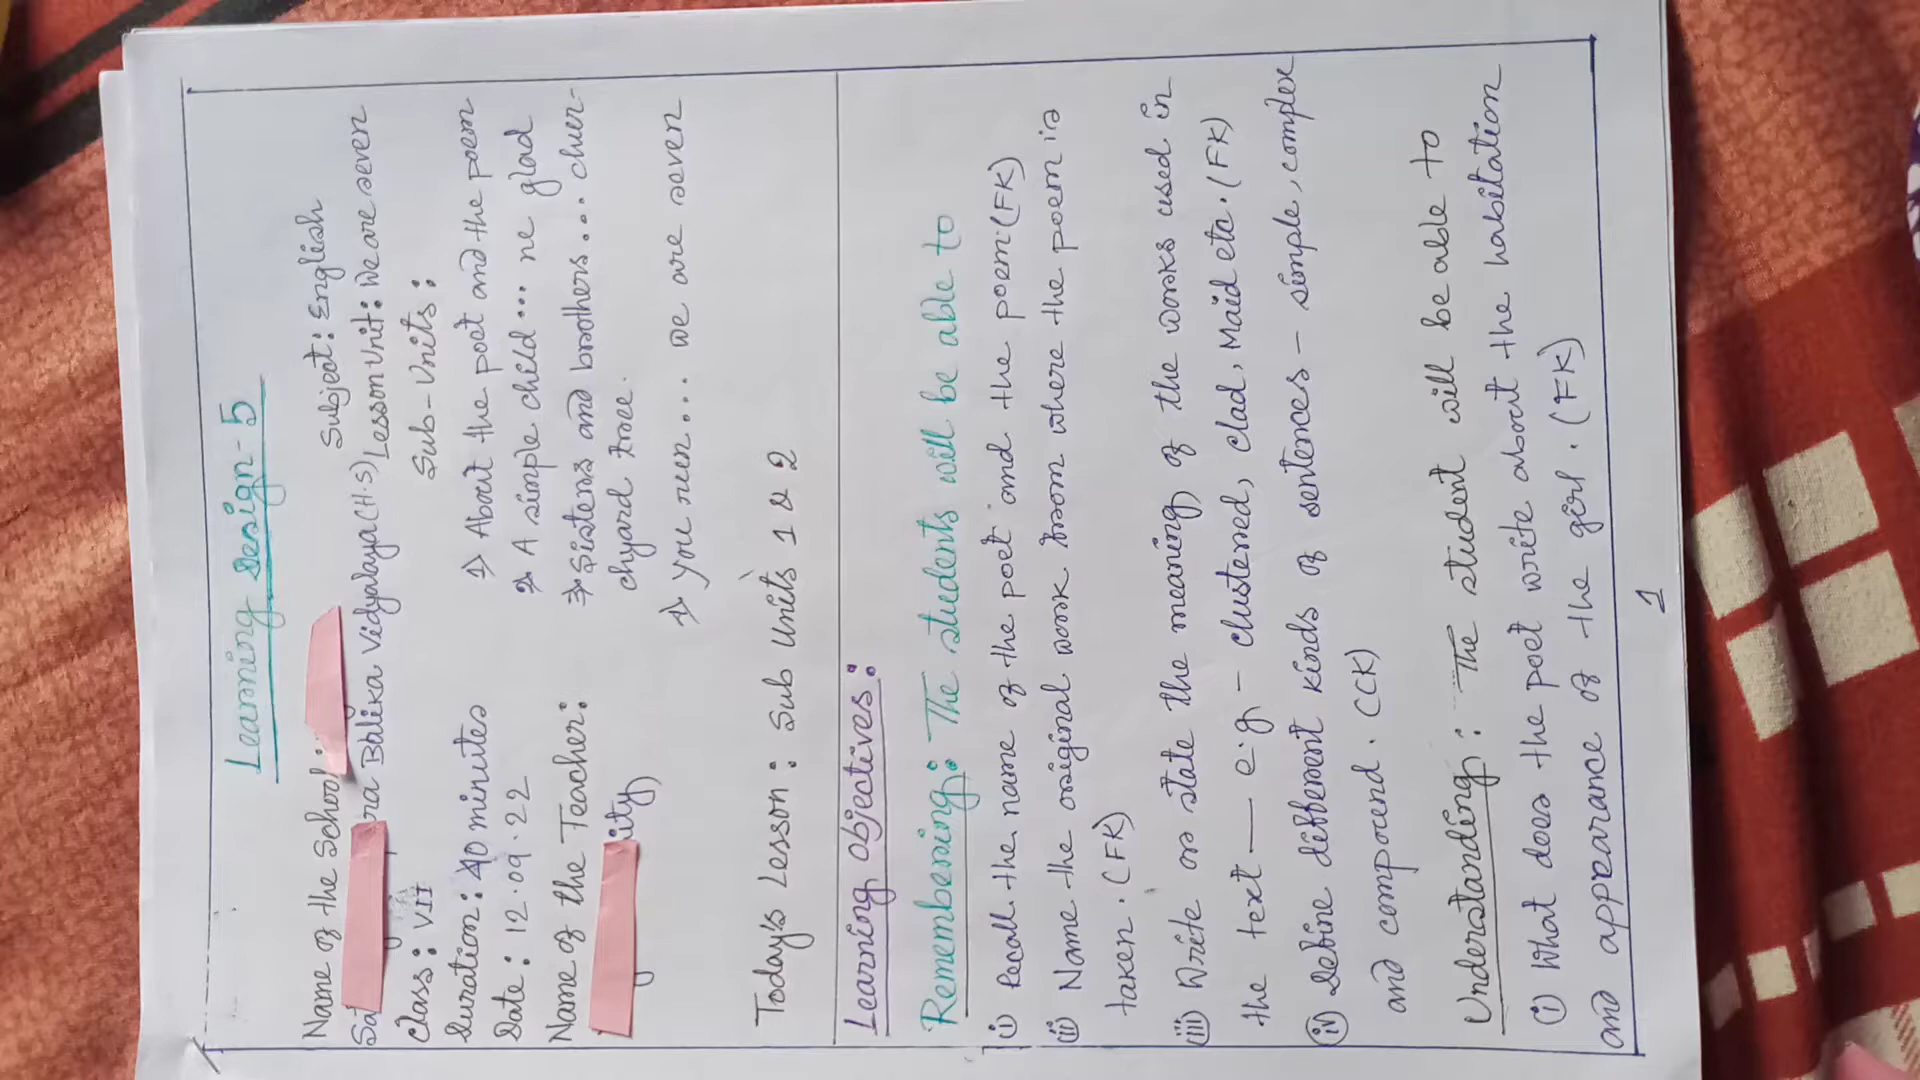 Learning Design-5
Name of the School:
Sa ra Balika Vidyalaya (H.S)
Class: VII
Duration: 40 minutes
Date: 12.09.22
Name of the Teacher:
ity)
Subject: English
Lesson Unit: We are seven
Sub-Units:
1) About the poet and the poem
2) A simple child... me glad
3) Sisters and brothers... chur-
chyard tree.
4) you run... we are seven
Today's Lesson: Sub Units 1 & 2
Learning objectives:
Remembering: The students will be able to
(i) Recall the name of the poet and the poem. (FK)
(ii) Name the original work from where the poem is
taken. (FK)
(iii) Write or state the meaning of the works used in
the text — e.g - clustered, clad, Maid etc. (FK)
(iv) Define different kinds of sentences - simple, complex
and compound. (CK)
Understanding: The student will be able to
(i) What does the poet write about the habitation
and apparance of the girl. (FK)
1